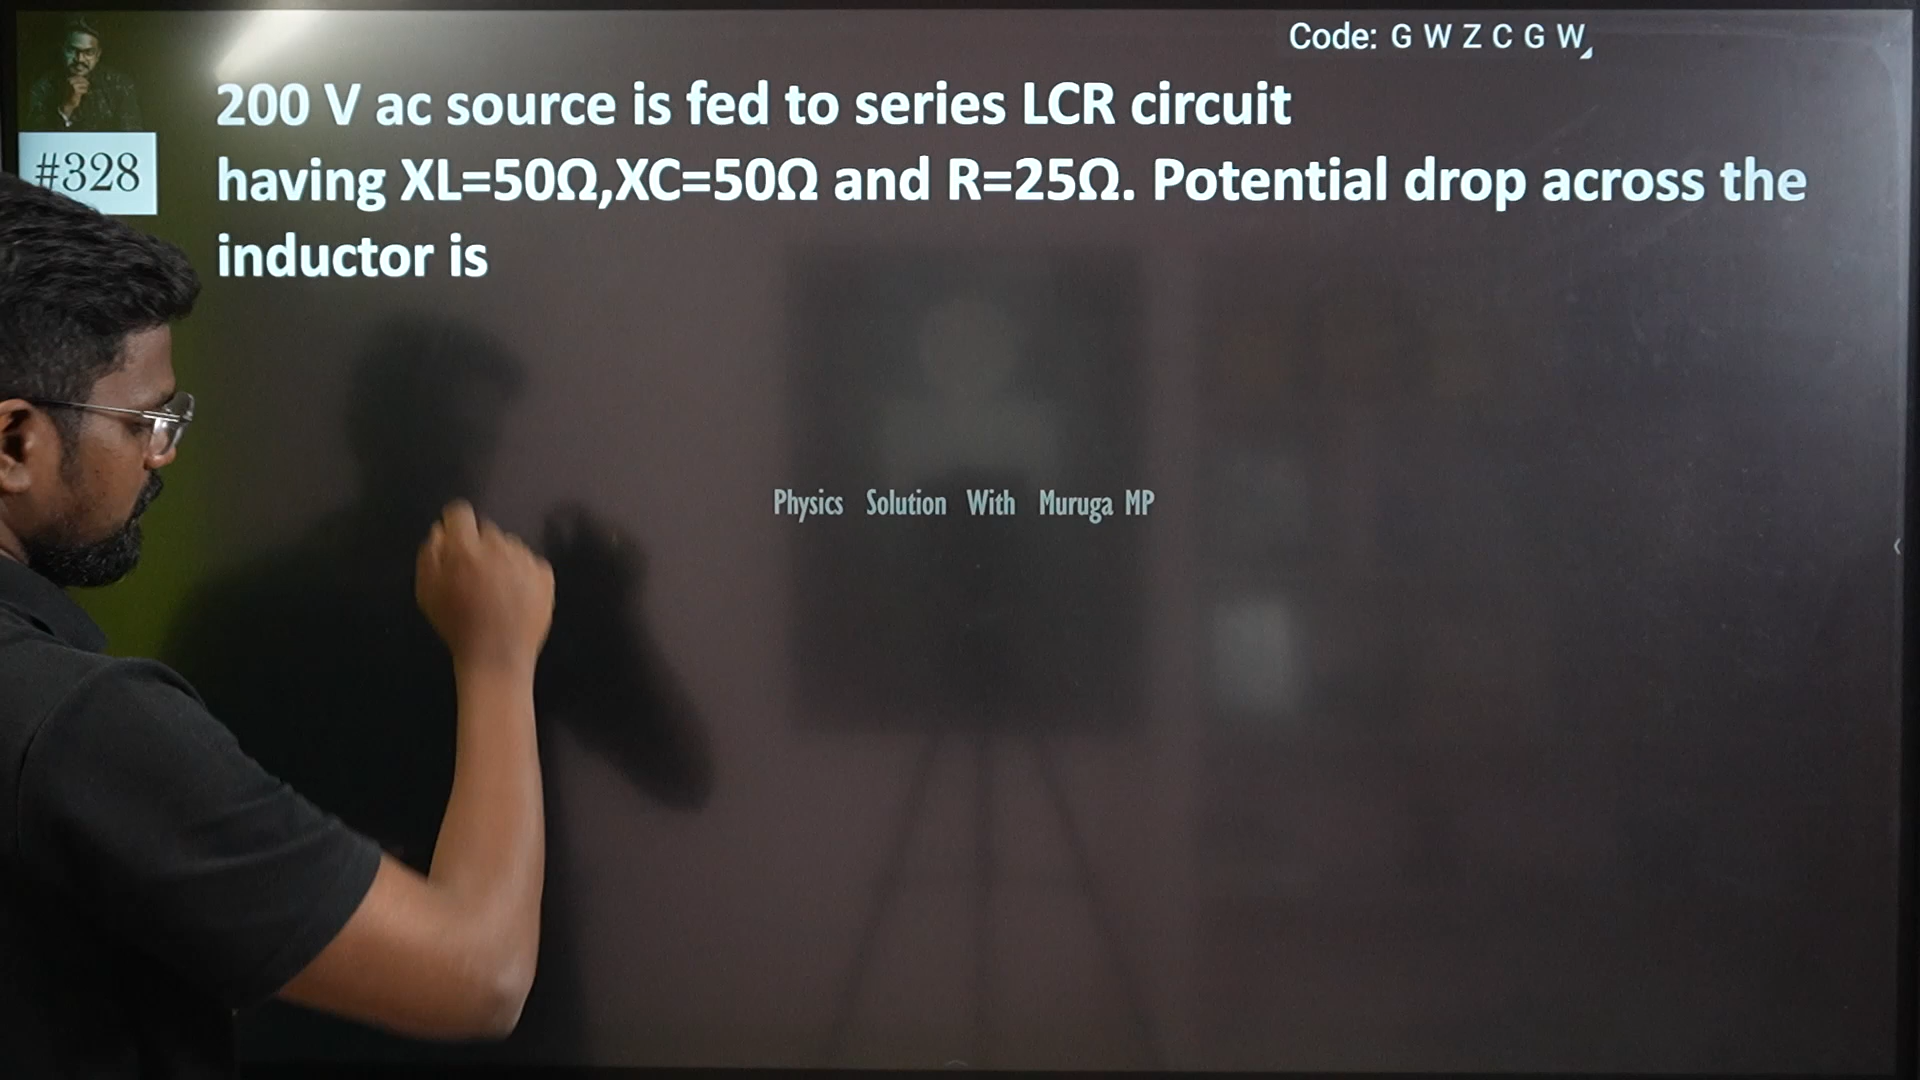 Code: G W Z C G W
200 V ac source is fed to series LCR circuit
#328
having XL=50Ω,XC=50Ω and R=25Ω. Potential drop across the
inductor is
Physics Solution With Muruga MP